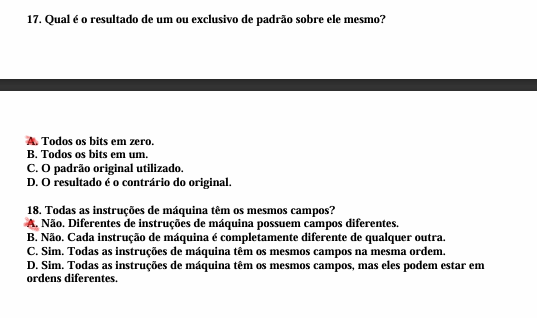 17. Qual é o resultado de um ou exclusivo de padrão sobre ele mesmo?
A. Todos os bits em zero.
B. Todos os bits em um.
C. O padrão original utilizado.
D. O resultado é o contrário do original.
18. Todas as instruções de máquina têm os mesmos campos?
A. Não. Diferentes de instruções de máquina possuem campos diferentes.
B. Não. Cada instrução de máquina é completamente diferente de qualquer outra.
C. Sim. Todas as instruções de máquina têm os mesmos campos na mesma ordem.
D. Sim. Todas as instruções de máquina têm os mesmos campos, mas eles podem estar em
ordens diferentes.